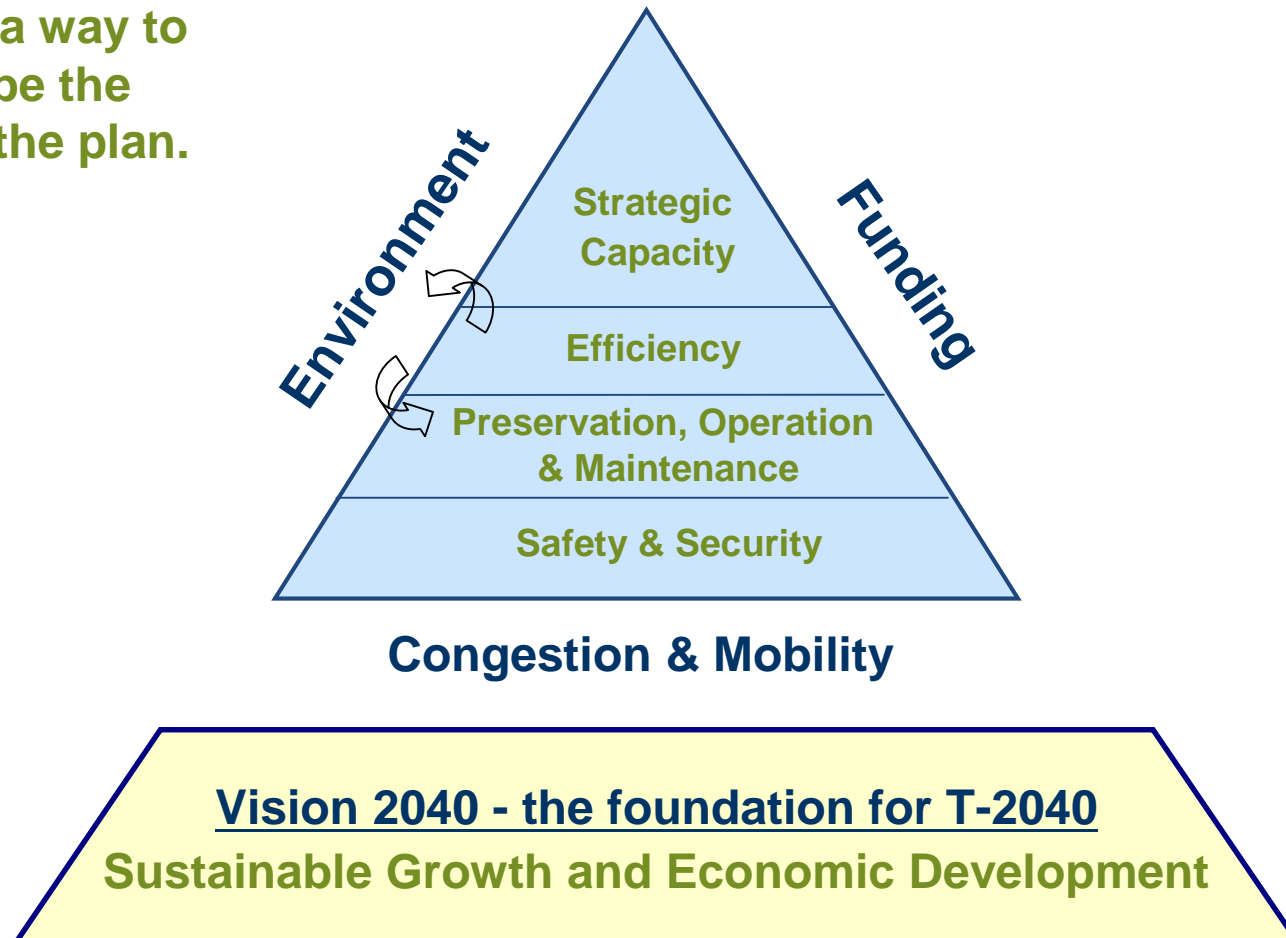 a way to
be the
the plan.
Environment
Funding
Strategic
Capacity
Efficiency
Preservation, Operation
& Maintenance
Safety & Security
Congestion & Mobility
Vision 2040 - the foundation for T-2040
Sustainable Growth and Economic Development